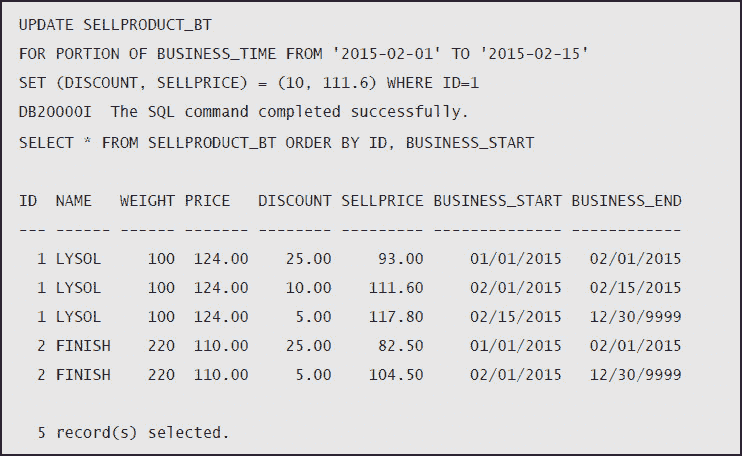 UPDATE SELLPRODUCT_BT
FOR PORTION OF BUSINESS_TIME FROM '2015-02-01' TO '2015-02-15'
SET (DISCOUNT, SELLPRICE) = (10, 111.6) WHERE ID=1
DB20000I  The SQL command completed successfully.
SELECT * FROM SELLPRODUCT_BT ORDER BY ID, BUSINESS_START
ID  NAME   WEIGHT PRICE   DISCOUNT SELLPRICE BUSINESS_START BUSINESS_END
--- ------ ------ ------- -------- --------- -------------- ------------
  1 LYSOL     100  124.00    25.00     93.00     01/01/2015   02/01/2015
  1 LYSOL     100  124.00    10.00    111.60     02/01/2015   02/15/2015
  1 LYSOL     100  124.00     5.00    117.80     02/15/2015   12/30/9999
  2 FINISH    220  110.00    25.00     82.50     01/01/2015   02/01/2015
  2 FINISH    220  110.00     5.00    104.50     02/01/2015   12/30/9999
  5 record(s) selected.